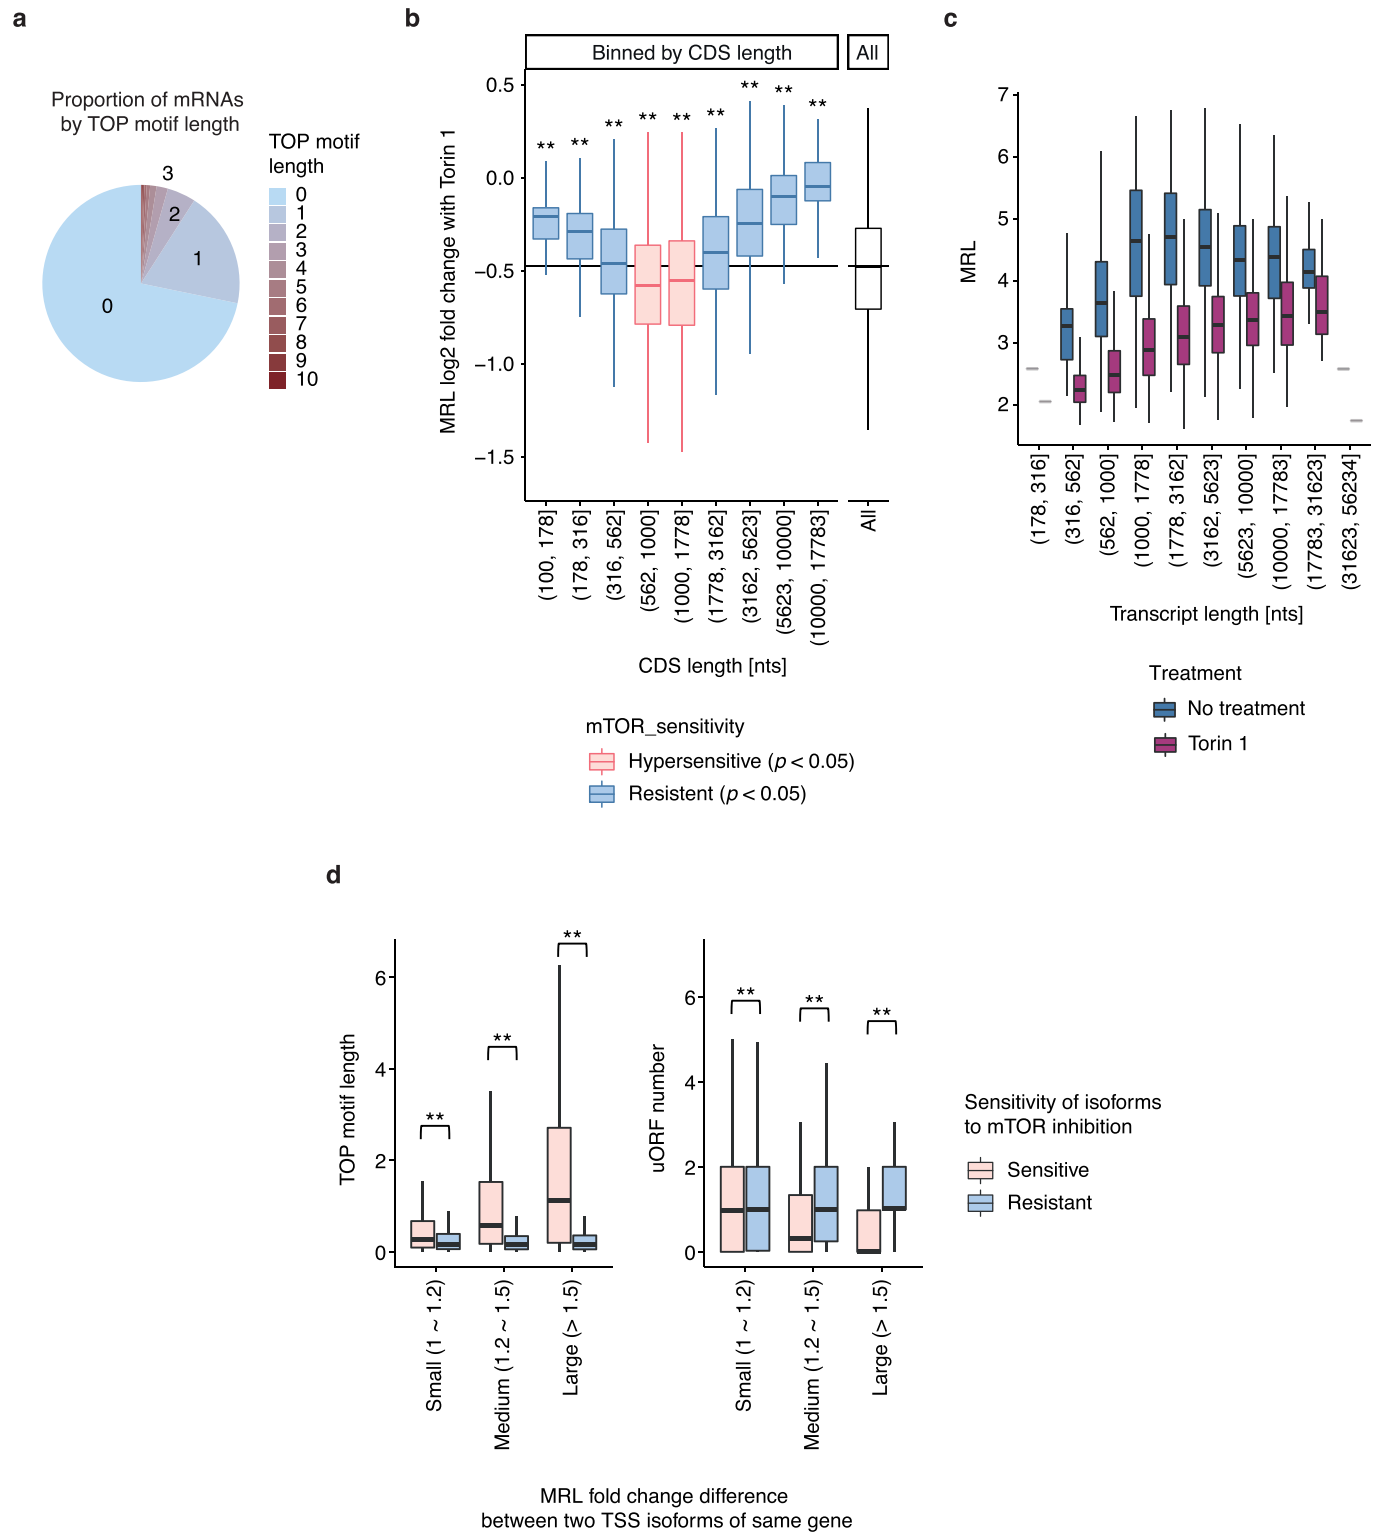 a
Proportion of mRNAs
by TOP motif length
TOP motif
length
0
1
2
3
4
5
6
7
8
9
10
0
1
2
3
b
Binned by CDS length
All
MRL log2 fold change with Torin 1
0.5
0.0
−0.5
−1.0
−1.5
** ** ** ** ** ** ** ** **
(100, 178]
(178, 316]
(316, 562]
(562, 1000]
(1000, 1778]
(1778, 3162]
(3162, 5623]
(5623, 10000]
(10000, 17783]
All
CDS length [nts]
mTOR_sensitivity
Hypersensitive (p < 0.05)
Resistent (p < 0.05)
c
MRL
7
6
5
4
3
2
(178, 316]
(316, 562]
(562, 1000]
(1000, 1778]
(1778, 3162]
(3162, 5623]
(5623, 10000]
(10000, 17783]
(17783, 31623]
(31623, 56234]
Transcript length [nts]
Treatment
No treatment
Torin 1
d
TOP motif length
6
4
2
0
** ** **
Small (1 ~ 1.2)
Medium (1.2 ~ 1.5)
Large (> 1.5)
uORF number
6
4
2
0
** ** **
Small (1 ~ 1.2)
Medium (1.2 ~ 1.5)
Large (> 1.5)
Sensitivity of isoforms
to mTOR inhibition
Sensitive
Resistant
MRL fold change difference
between two TSS isoforms of same gene